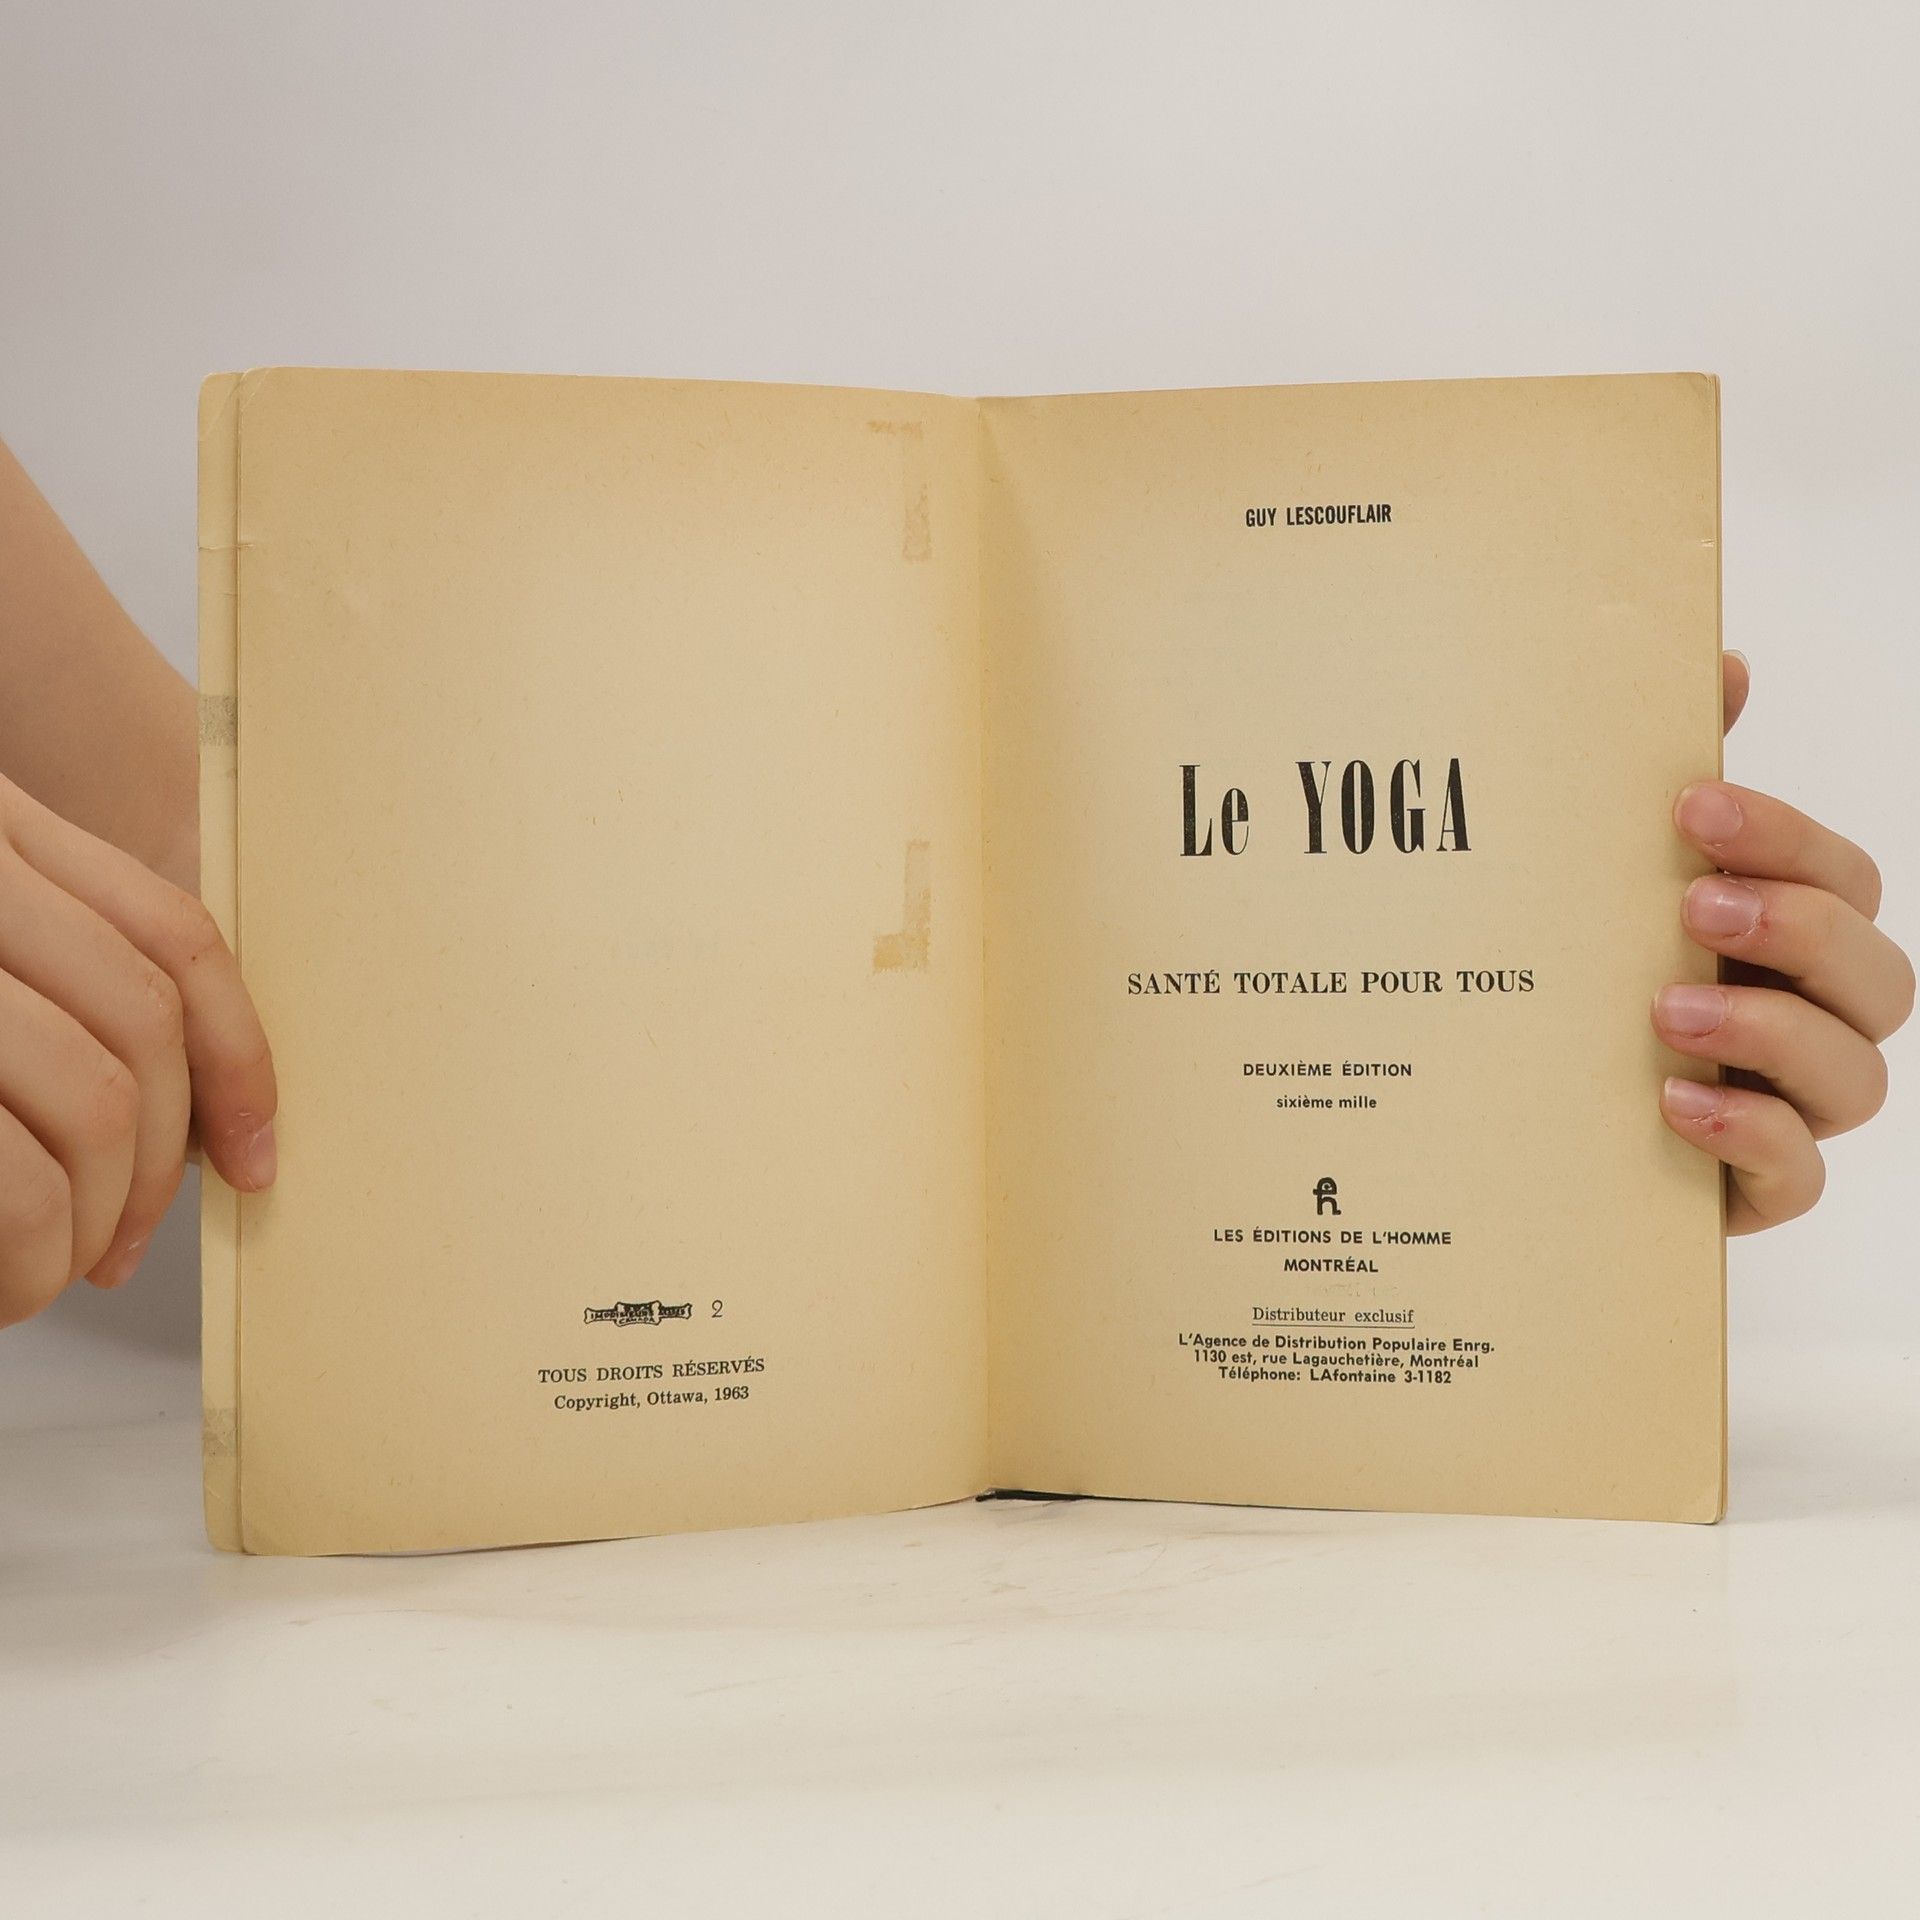 2
TOUS DROITS RÉSERVÉS
Copyright, Ottawa, 1963
GUY LESCOUFLAIR
Le YOGA
SANTÉ TOTALE POUR TOUS
DEUXIÈME ÉDITION
sixième mille
LES ÉDITIONS DE L'HOMME
MONTRÉAL
Distributeur exclusif
L'Agence de Distribution Populaire Enrg.
1130 est, rue Lagauchetière, Montréal
Téléphone: LAfontaine 3-1182